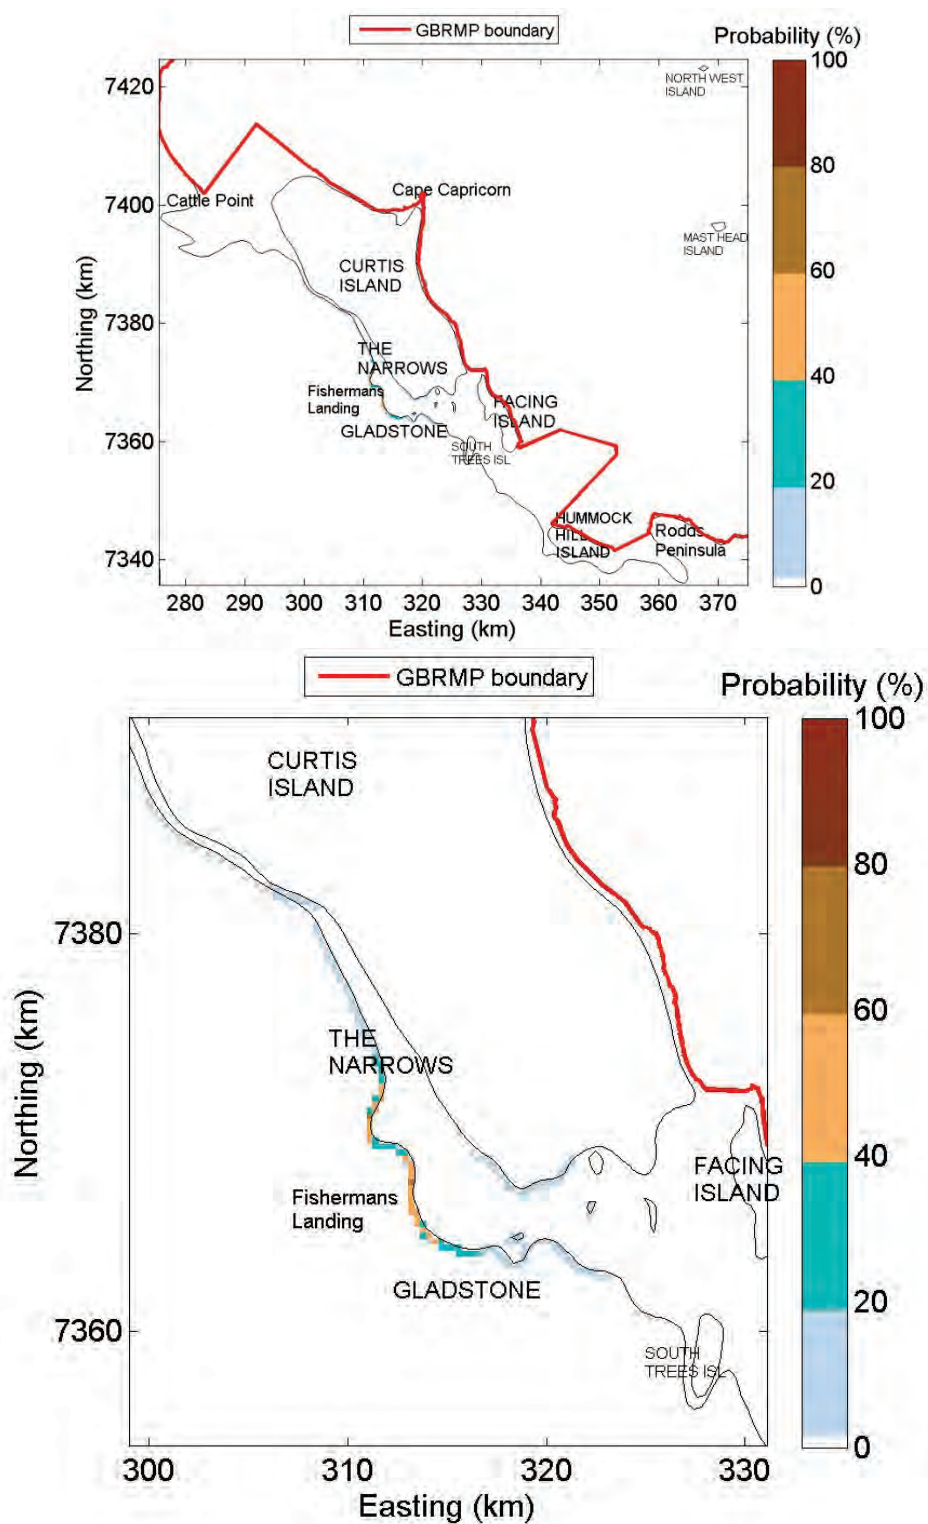 GBRMP boundary
Probability (%)
100
80
60
40
20
0
7420
7400
7380
7360
7340
Northing (km)
NORTH WEST
ISLAND
Cattle Point
Cape Capricorn
MAST HEAD
ISLAND
CURTIS
ISLAND
THE
NARROWS
Fishermans
Landing
FACING
ISLAND
GLADSTONE
SOUTH
TREES ISL
HUMMOCK
HILL
ISLAND
Rodds
Peninsula
280 290 300 310 320 330 340 350 360 370
Easting (km)
GBRMP boundary
Probability (%)
100
80
60
40
20
0
7380
7360
Northing (km)
CURTIS
ISLAND
THE
NARROWS
FACING
ISLAND
Fishermans
Landing
GLADSTONE
SOUTH
TREES ISL
300 310 320 330
Easting (km)